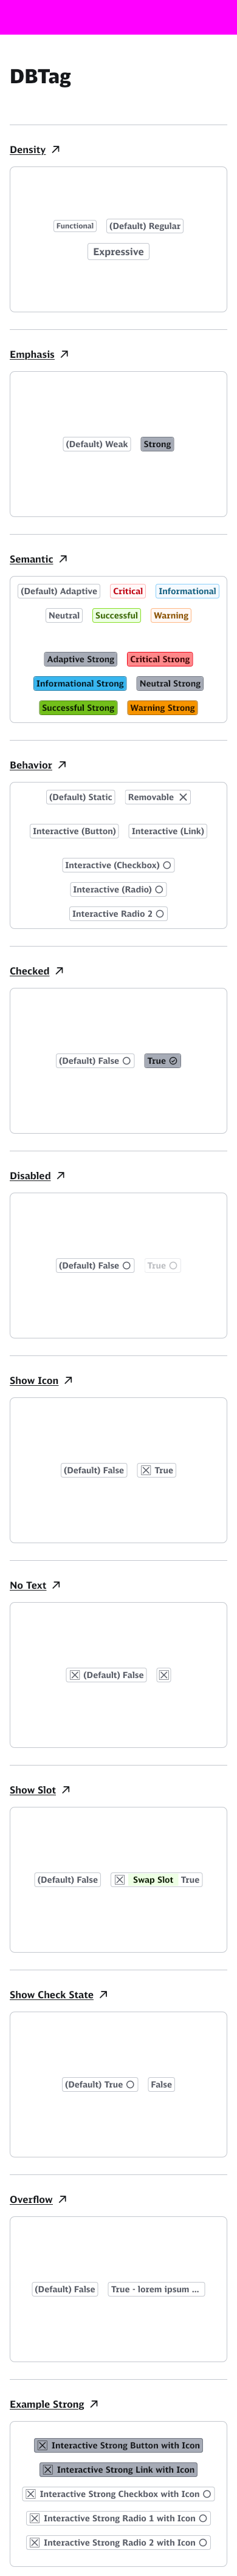 DBTag
Density
Functional
(Default) Regular
Expressive
Emphasis
(Default) Weak
Strong
Semantic
(Default) Adaptive
Critical
Informational
Neutral
Successful
Warning
Adaptive Strong
Critical Strong
Informational Strong
Neutral Strong
Successful Strong
Warning Strong
Behavior
(Default) Static
Removable
Interactive (Button)
Interactive (Link)
Interactive (Checkbox)
Interactive (Radio)
Interactive Radio 2
Checked
(Default) False
True
Disabled
(Default) False
True
Show Icon
(Default) False
True
No Text
(Default) False
Show Slot
(Default) False
Swap Slot
True
Show Check State
(Default) True
False
Overflow
(Default) False
True - lorem ipsum ...
Example Strong
Interactive Strong Button with Icon
Interactive Strong Link with Icon
Interactive Strong Checkbox with Icon
Interactive Strong Radio 1 with Icon
Interactive Strong Radio 2 with Icon